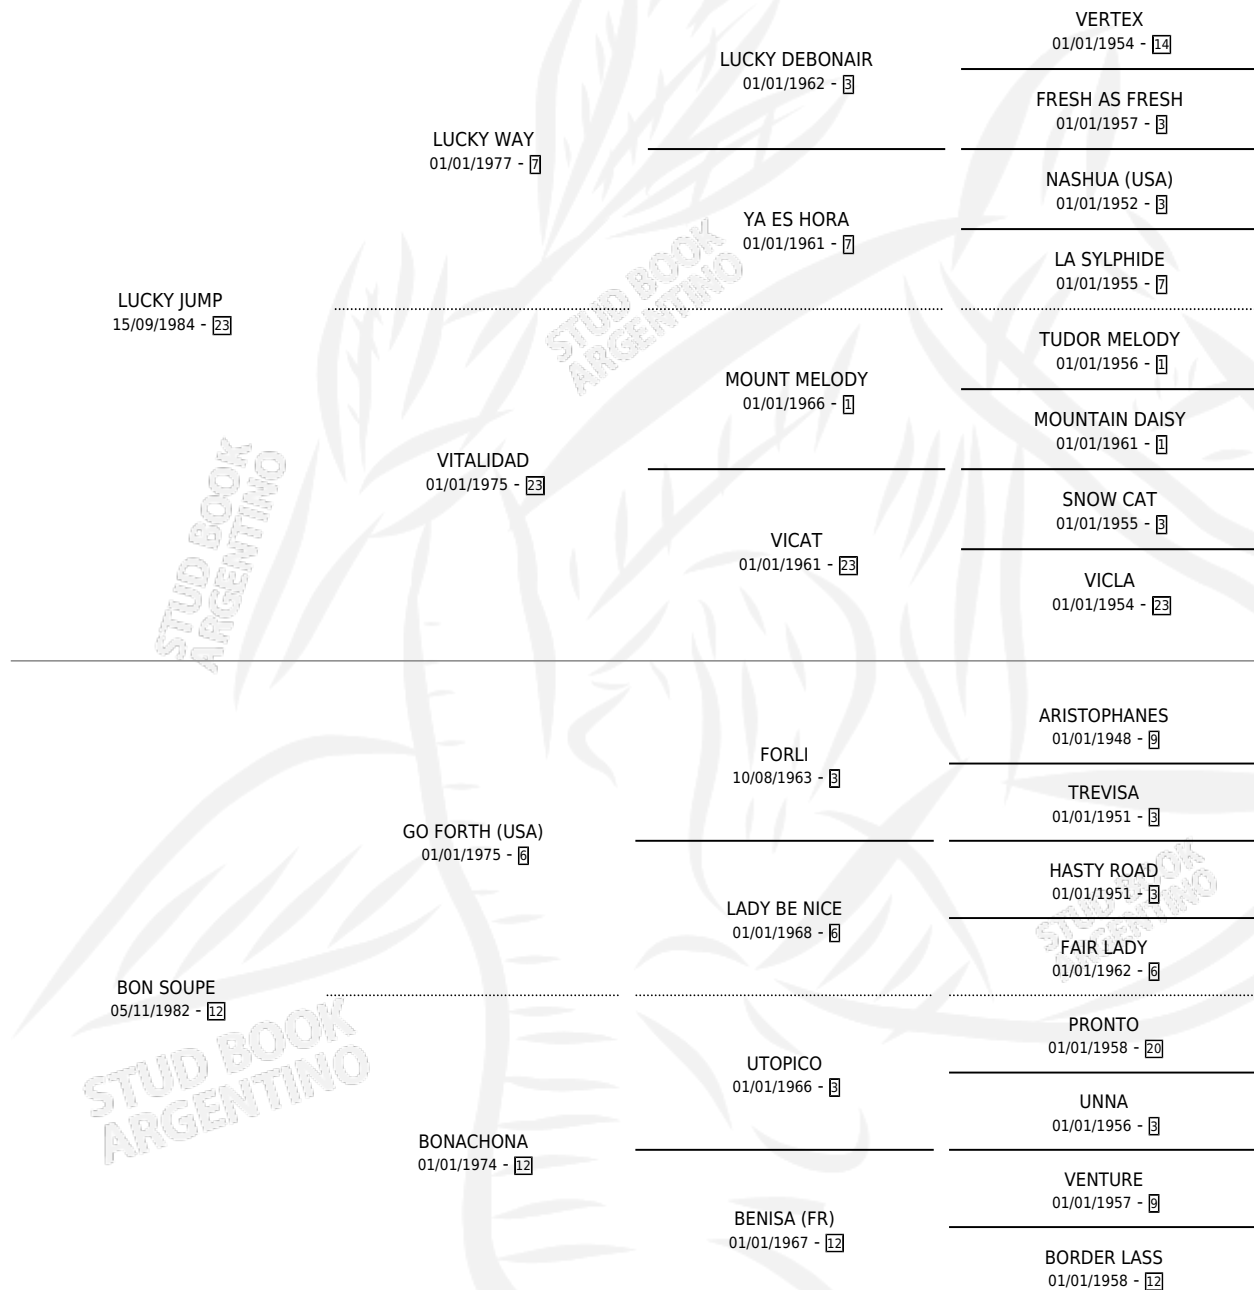 VERTEX
01/01/1954 - 14
LUCKY DEBONAIR
01/01/1962 - 3
FRESH AS FRESH
01/01/1957 - 3
LUCKY WAY
01/01/1977 - 7
NASHUA (USA)
01/01/1952 - 3
YA ES HORA
01/01/1961 - 7
LA SYLPHIDE
01/01/1955 - 7
LUCKY JUMP
15/09/1984 - 23
TUDOR MELODY
01/01/1956 - 1
MOUNT MELODY
01/01/1966 - 1
MOUNTAIN DAISY
01/01/1961 - 1
VITALIDAD
01/01/1975 - 23
SNOW CAT
01/01/1955 - 3
VICAT
01/01/1961 - 23
VICLA
01/01/1954 - 23
STUD BOOK
ARGENTINO
STUD BOOK
ARGENTINO
ARISTOPHANES
01/01/1948 - 9
FORLI
10/08/1963 - 3
TREVISA
01/01/1951 - 3
GO FORTH (USA)
01/01/1975 - 6
HASTY ROAD
01/01/1951 - 3
LADY BE NICE
01/01/1968 - 6
FAIR LADY
01/01/1962 - 6
BON SOUPE
05/11/1982 - 12
PRONTO
01/01/1958 - 20
UTOPICO
01/01/1966 - 3
UNNA
01/01/1956 - 3
BONACHONA
01/01/1974 - 12
VENTURE
01/01/1957 - 9
BENISA (FR)
01/01/1967 - 12
BORDER LASS
01/01/1958 - 12
STUD BOOK
ARGENTINO
STUD BOOK
ARGENTINO